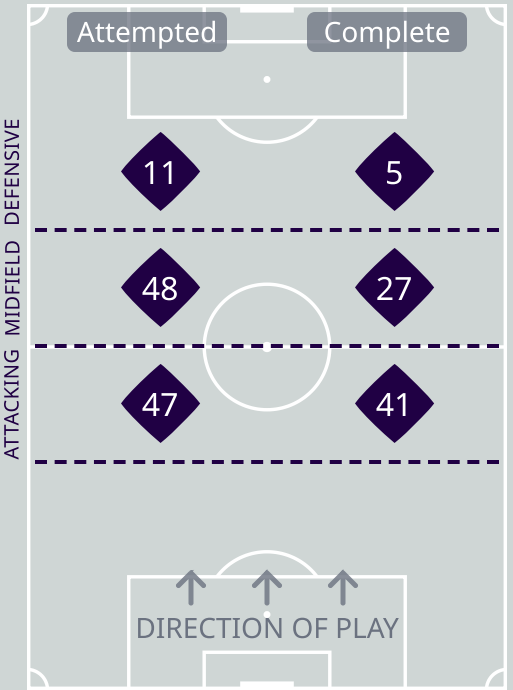 Attempted Complete
DEFENSIVE
11 5
MIDFIELD
48 27
ATTACKING
47 41
DIRECTION OF PLAY